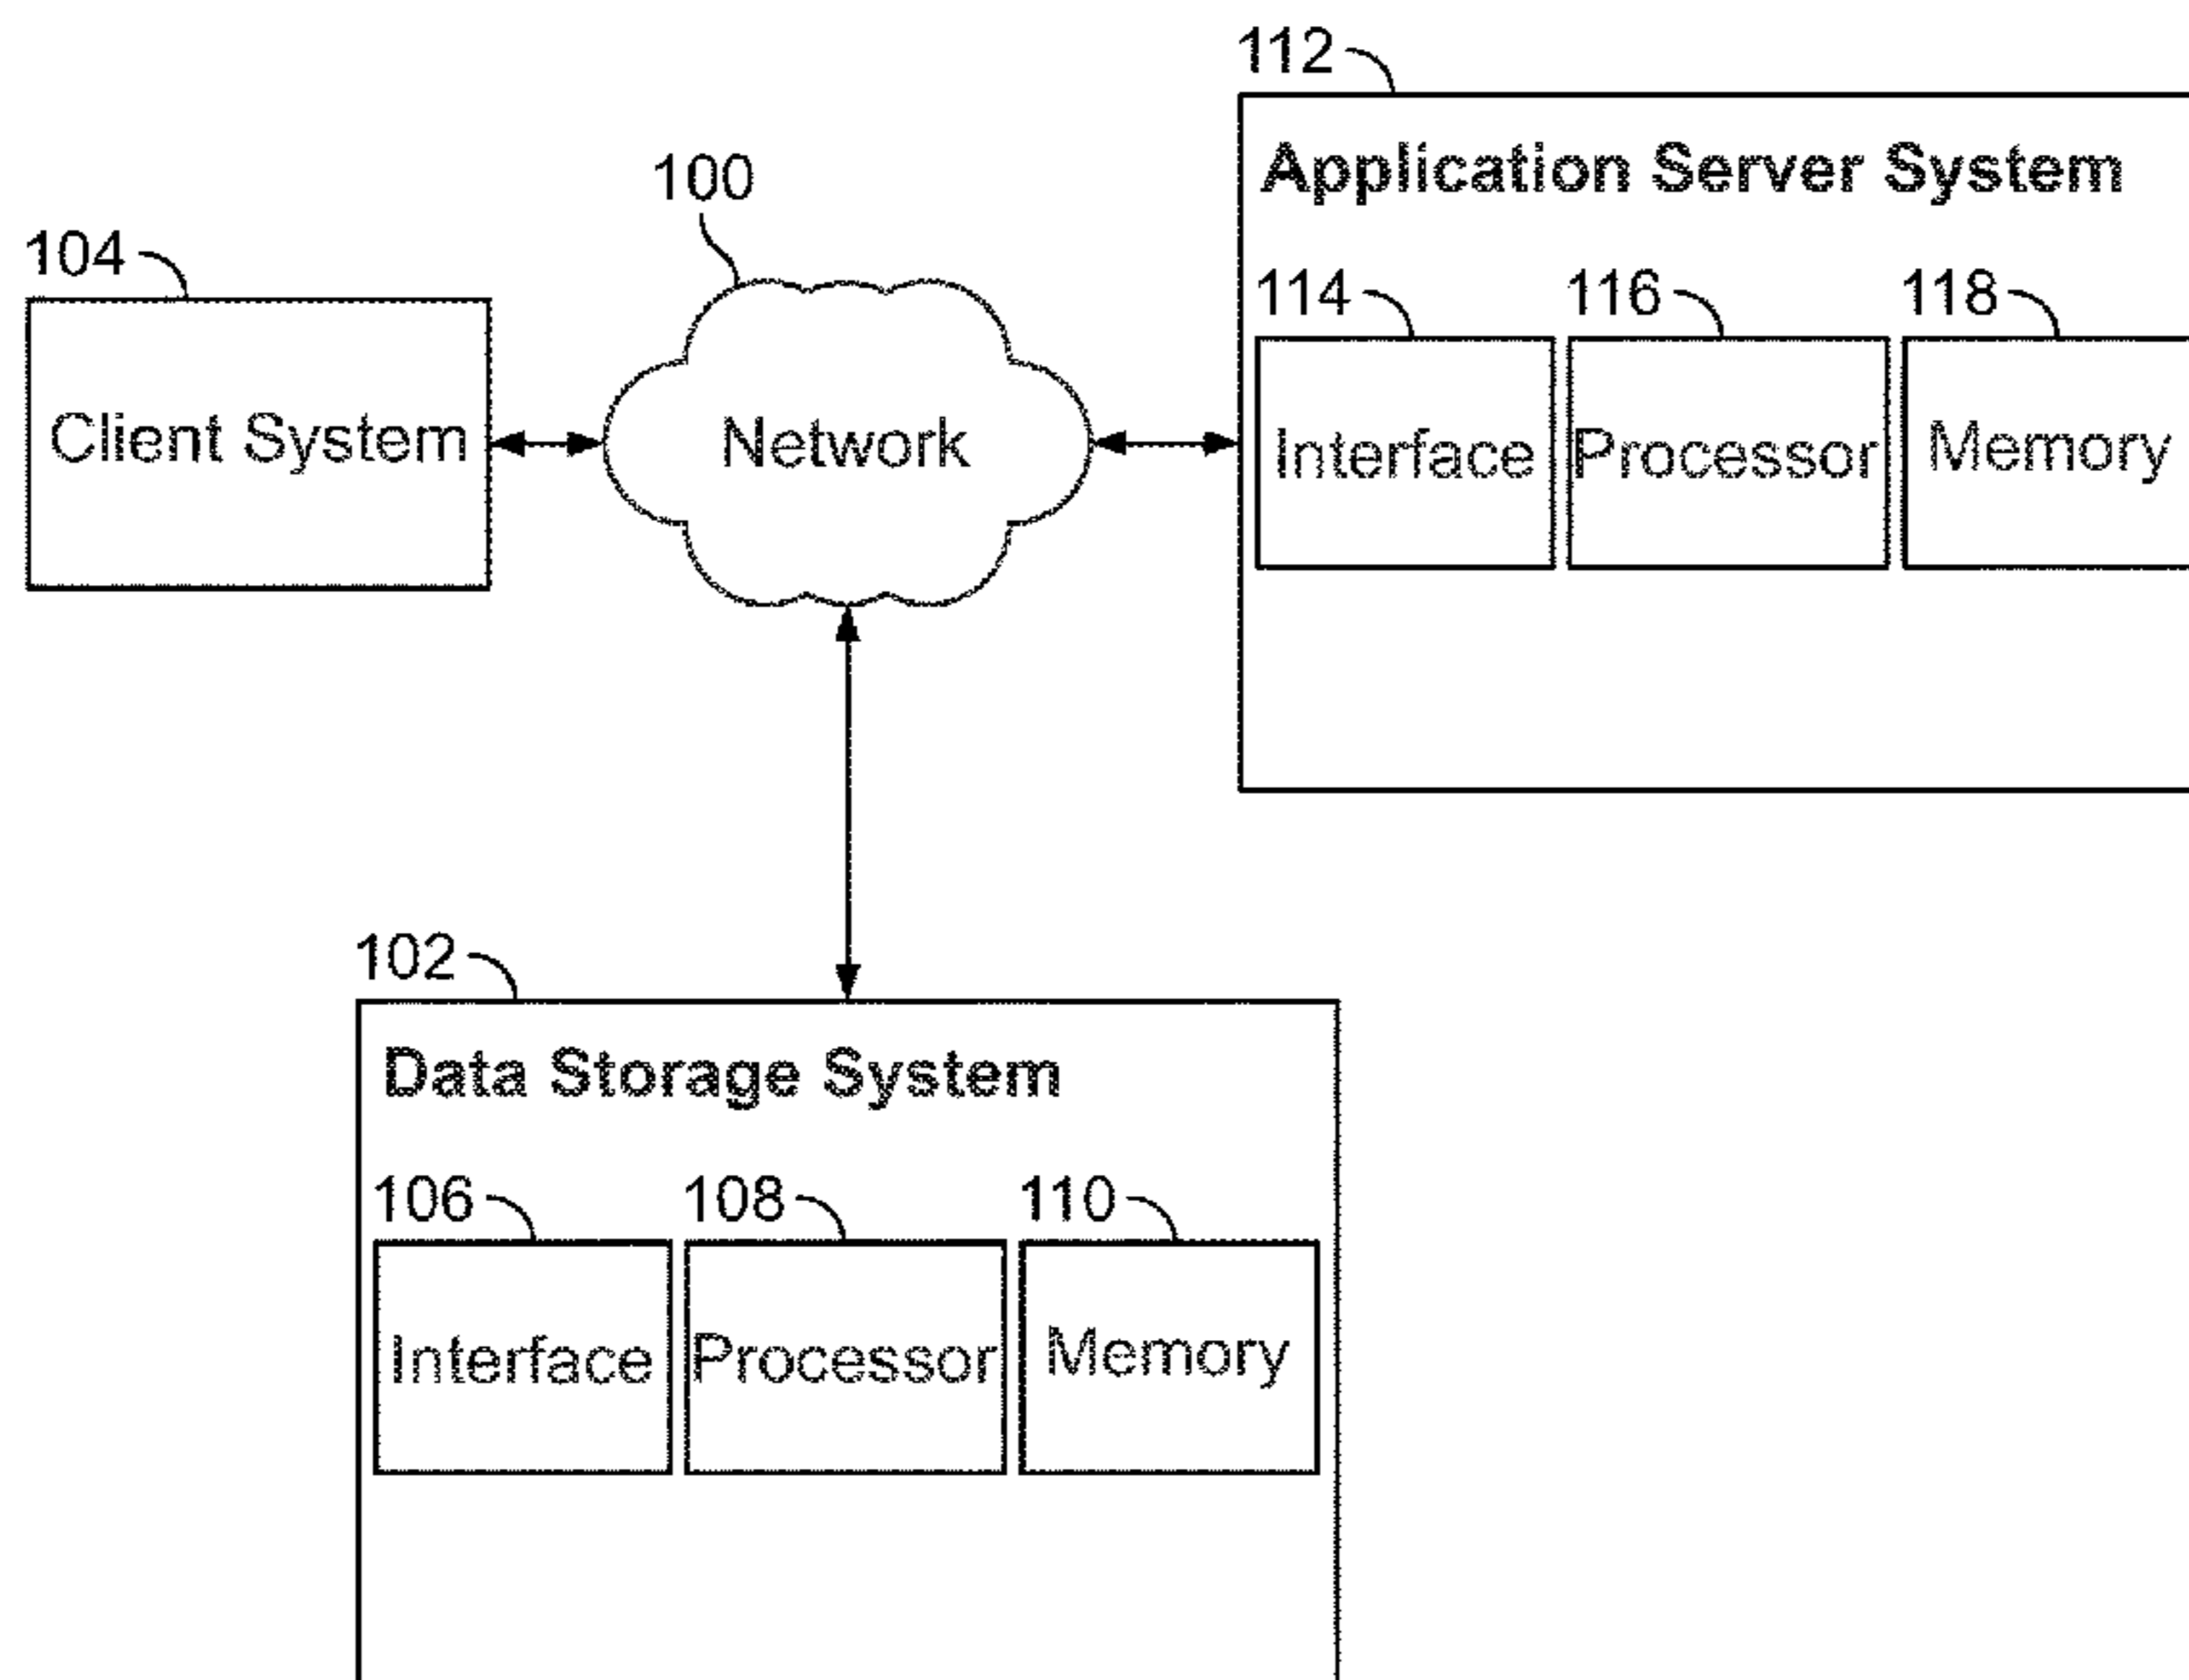 112
Application Server System
100
104
114 116 118
Client System
Network
Interface Processor Memory
102
Data Storage System
106 108 110
Interface Processor Memory